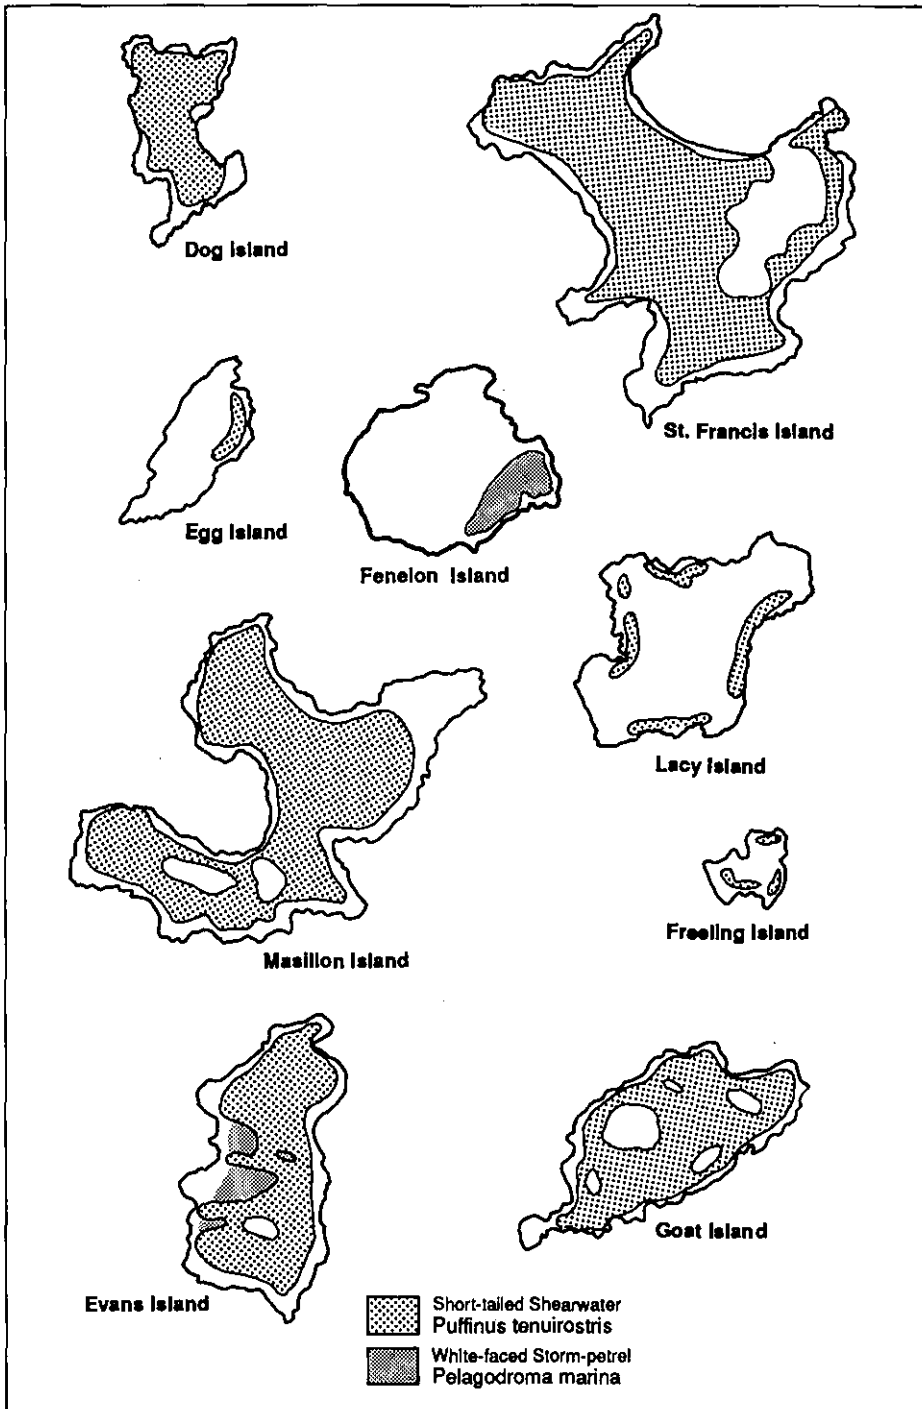 Dog Island
St. Francis Island
Egg Island
Fenelon Island
Lacy Island
Masillon Island
Freeling Island
Evans Island
Goat Island
Short-tailed Shearwater
Puffinus tenuirostris
White-faced Storm-petrel
Pelagodroma marina